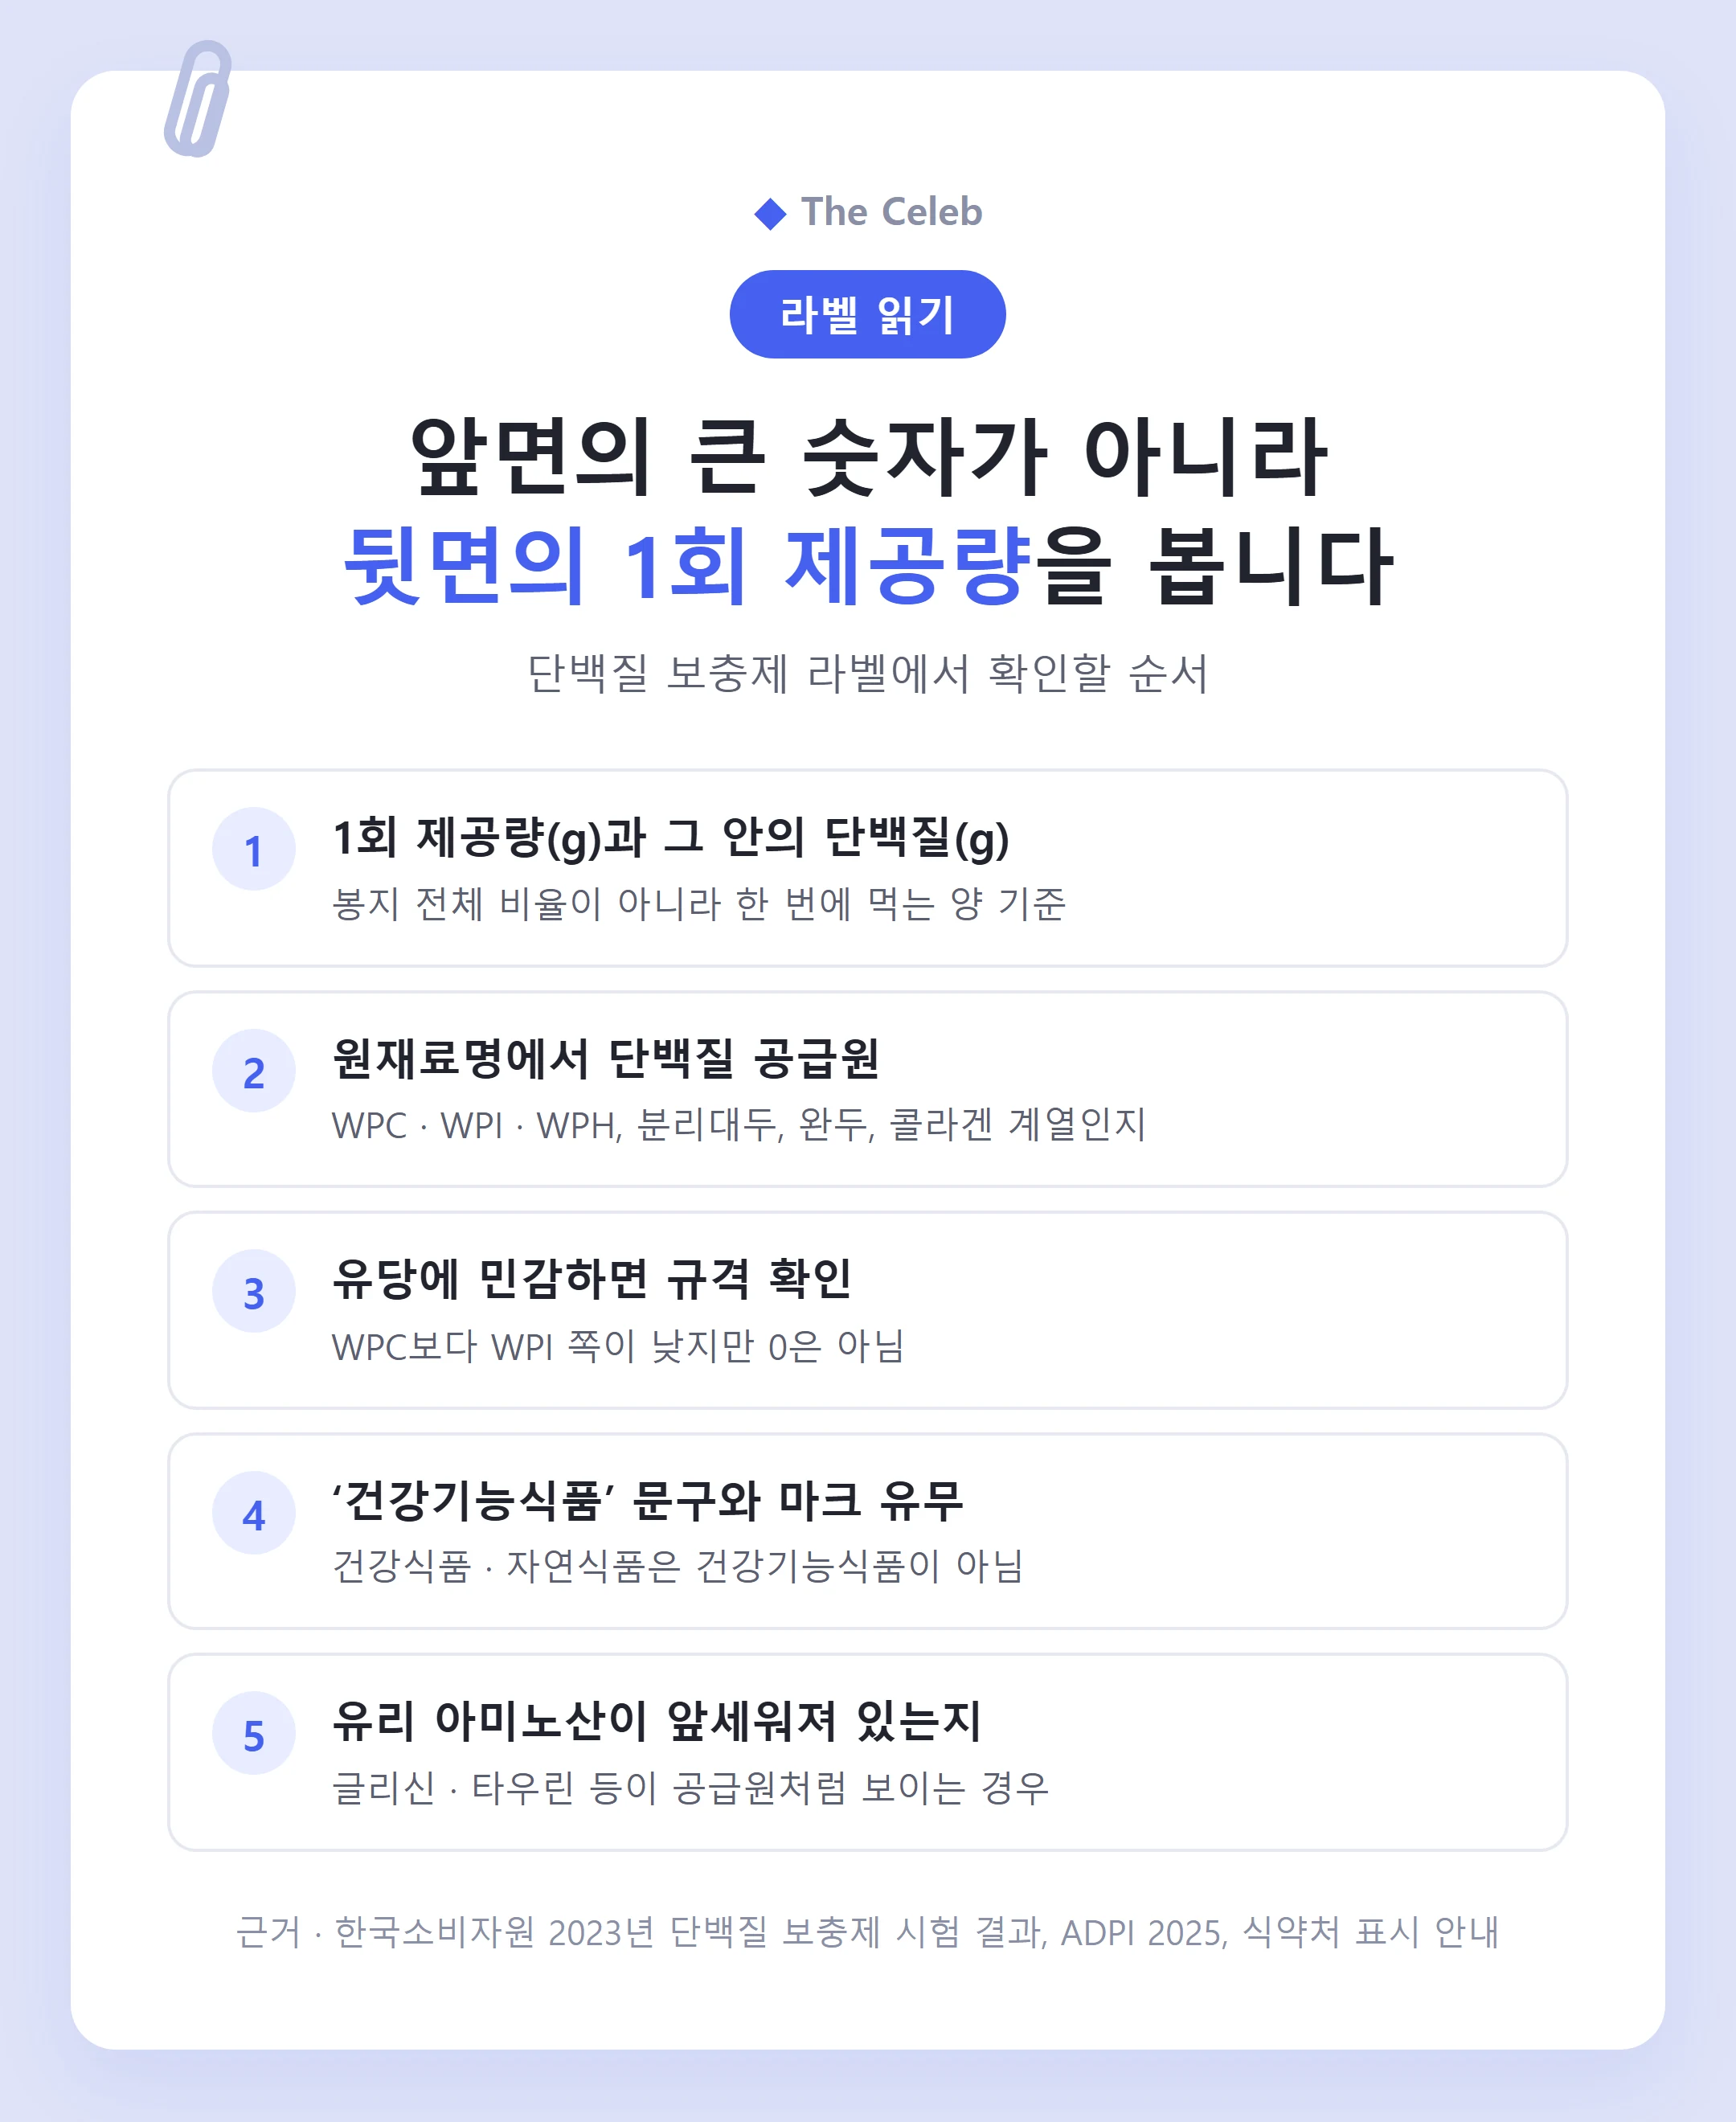 ◆ The Celeb
라벨 읽기
앞면의 큰 숫자가 아니라
뒷면의 1회 제공량을 봅니다
단백질 보충제 라벨에서 확인할 순서
1
1회 제공량(g)과 그 안의 단백질(g)
봉지 전체 비율이 아니라 한 번에 먹는 양 기준
2
원재료명에서 단백질 공급원
WPC · WPI · WPH, 분리대두, 완두, 콜라겐 계열인지
3
유당에 민감하면 규격 확인
WPC보다 WPI 쪽이 낮지만 0은 아님
4
‘건강기능식품’ 문구와 마크 유무
건강식품 · 자연식품은 건강기능식품이 아님
5
유리 아미노산이 앞세워져 있는지
글리신 · 타우린 등이 공급원처럼 보이는 경우
근거 · 한국소비자원 2023년 단백질 보충제 시험 결과, ADPI 2025, 식약처 표시 안내